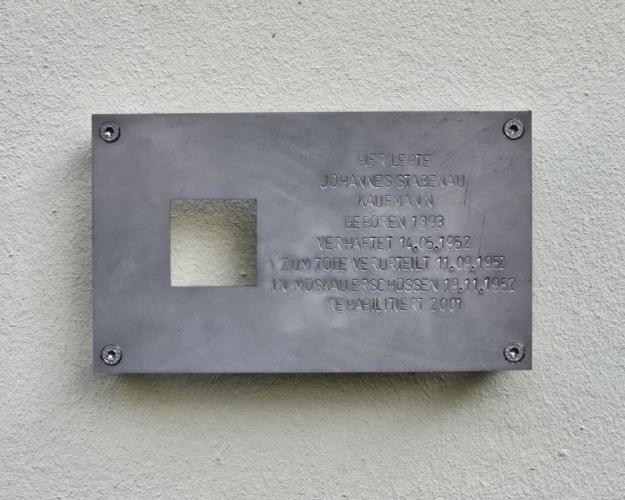 HIER LEBTE
JOHANNES STABENAU
KAUFMANN
GEBOREN 1893
VERHAFTET 14.05.1952
ZUM TODE VERURTEILT 11.09.1952
IN MOSKAU ERSCHOSSEN 19.11.1952
REHABILITIERT 2001